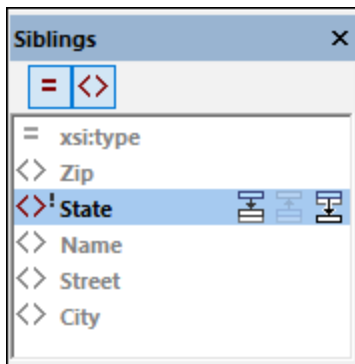 Siblings
= <>
= xsi:type
<> Zip
<>! State
<> Name
<> Street
<> City